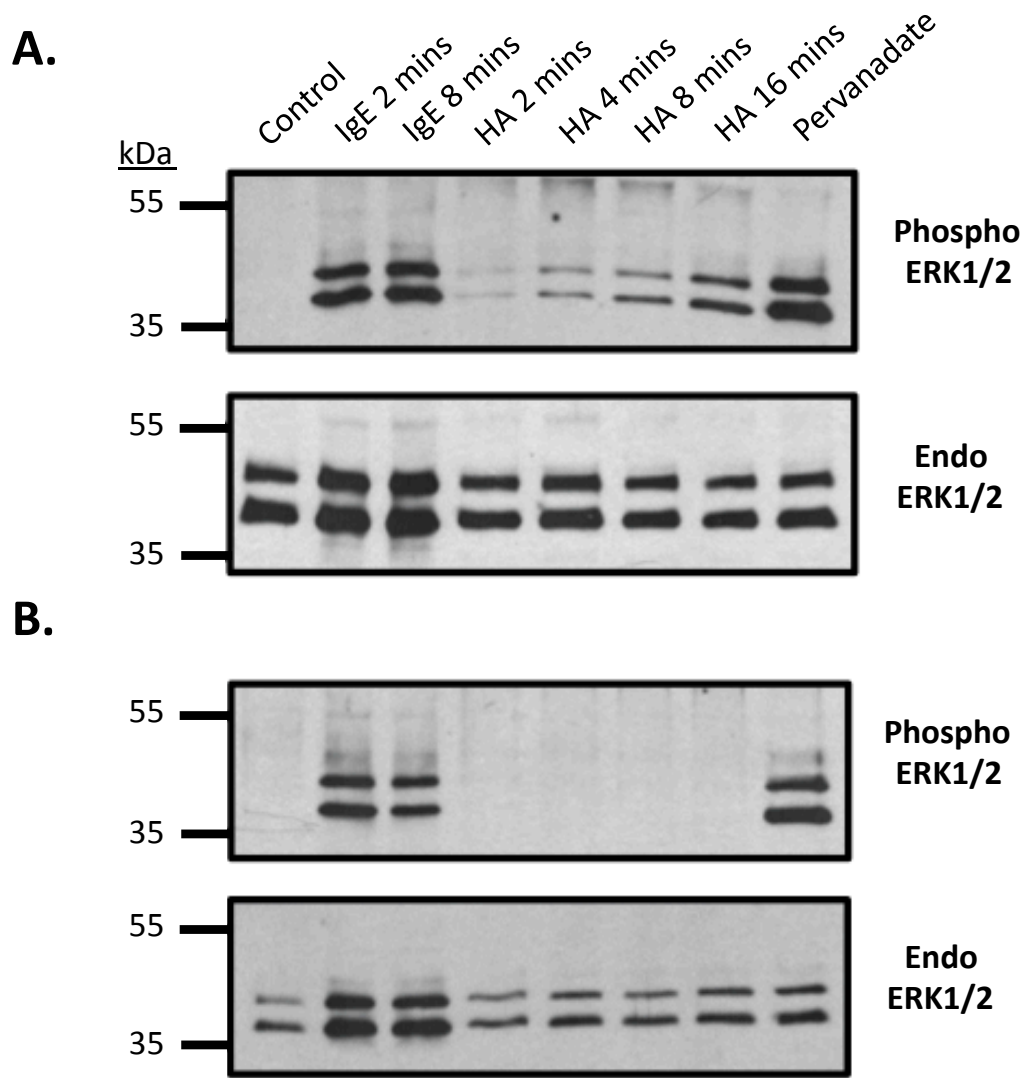 A.
Control
IgE 2 mins
IgE 8 mins
HA 2 mins
HA 4 mins
HA 8 mins
HA 16 mins
Pervanadate
kDa
55
35
Phospho
ERK1/2
55
35
Endo
ERK1/2
B.
55
35
Phospho
ERK1/2
55
35
Endo
ERK1/2